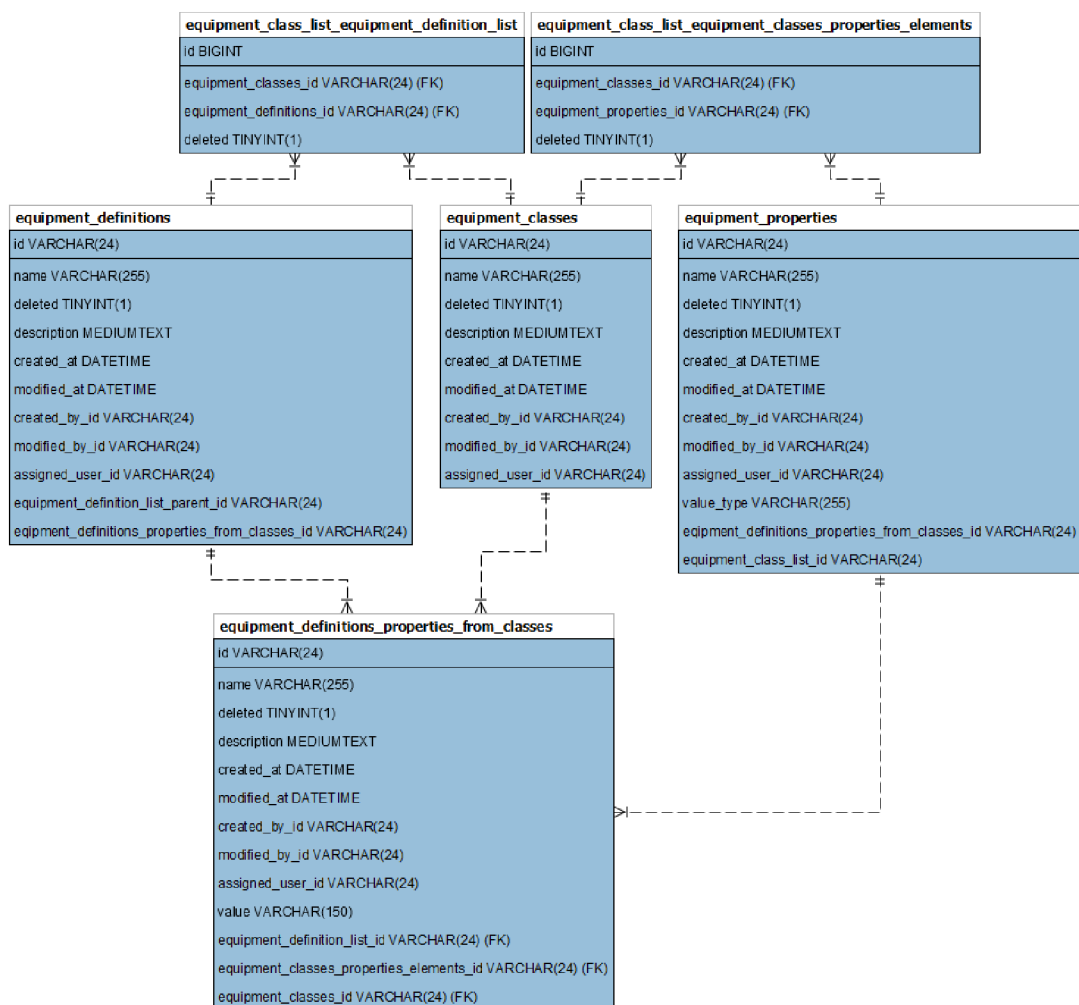 equipment_class_list_equipment_definition_list
id BIGINT
equipment_classes_id VARCHAR(24) (FK)
equipment_definitions_id VARCHAR(24) (FK)
deleted TINYINT(1)
equipment_class_list_equipment_classes_properties_elements
id BIGINT
equipment_classes_id VARCHAR(24) (FK)
equipment_properties_id VARCHAR(24) (FK)
deleted TINYINT(1)
equipment_definitions
id VARCHAR(24)
name VARCHAR(255)
deleted TINYINT(1)
description MEDIUMTEXT
created_at DATETIME
modified_at DATETIME
created_by_id VARCHAR(24)
modified_by_id VARCHAR(24)
assigned_user_id VARCHAR(24)
equipment_definition_list_parent_id VARCHAR(24)
eqipment_definitions_properties_from_classes_id VARCHAR(24)
equipment_classes
id VARCHAR(24)
name VARCHAR(255)
deleted TINYINT(1)
description MEDIUMTEXT
created_at DATETIME
modified_at DATETIME
created_by_id VARCHAR(24)
modified_by_id VARCHAR(24)
assigned_user_id VARCHAR(24)
equipment_properties
id VARCHAR(24)
name VARCHAR(255)
deleted TINYINT(1)
description MEDIUMTEXT
created_at DATETIME
modified_at DATETIME
created_by_id VARCHAR(24)
modified_by_id VARCHAR(24)
assigned_user_id VARCHAR(24)
value_type VARCHAR(255)
eqipment_definitions_properties_from_classes_id VARCHAR(24)
equipment_class_list_id VARCHAR(24)
equipment_definitions_properties_from_classes
id VARCHAR(24)
name VARCHAR(255)
deleted TINYINT(1)
description MEDIUMTEXT
created_at DATETIME
modified_at DATETIME
created_by_id VARCHAR(24)
modified_by_id VARCHAR(24)
assigned_user_id VARCHAR(24)
value VARCHAR(150)
equipment_definition_list_id VARCHAR(24) (FK)
equipment_classes_properties_elements_id VARCHAR(24) (FK)
equipment_classes_id VARCHAR(24) (FK)